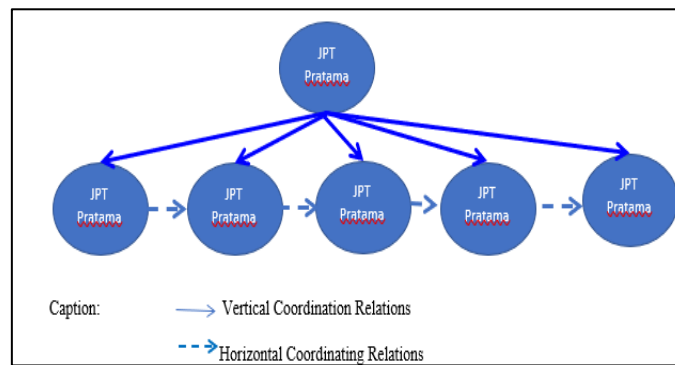 JPT
Pratama
JPT
Pratama
JPT
Pratama
JPT
Pratama
JPT
Pratama
JPT
Pratama
Caption:
Vertical Coordination Relations
Horizontal Coordinating Relations